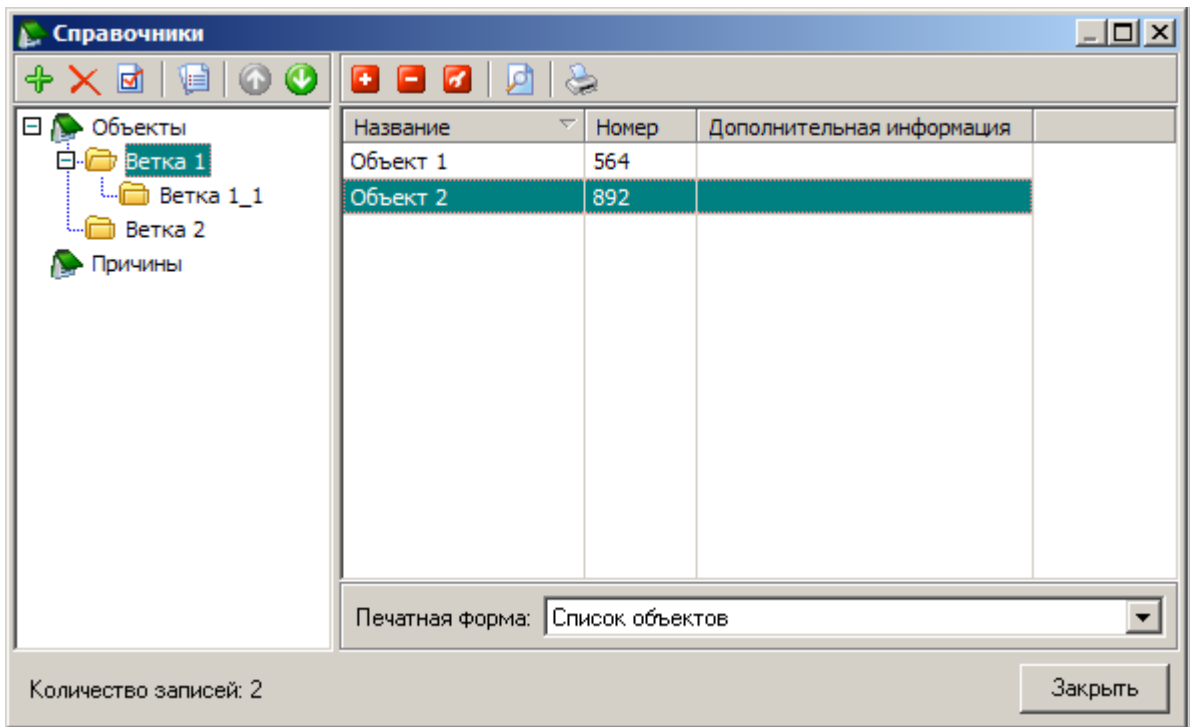 Справочники
Объекты
Ветка 1
Ветка 1_1
Ветка 2
Причины
Название Номер Дополнительная информация
Объект 1 564
Объект 2 892
Печатная форма: Список объектов
Количество записей: 2
Закрыть